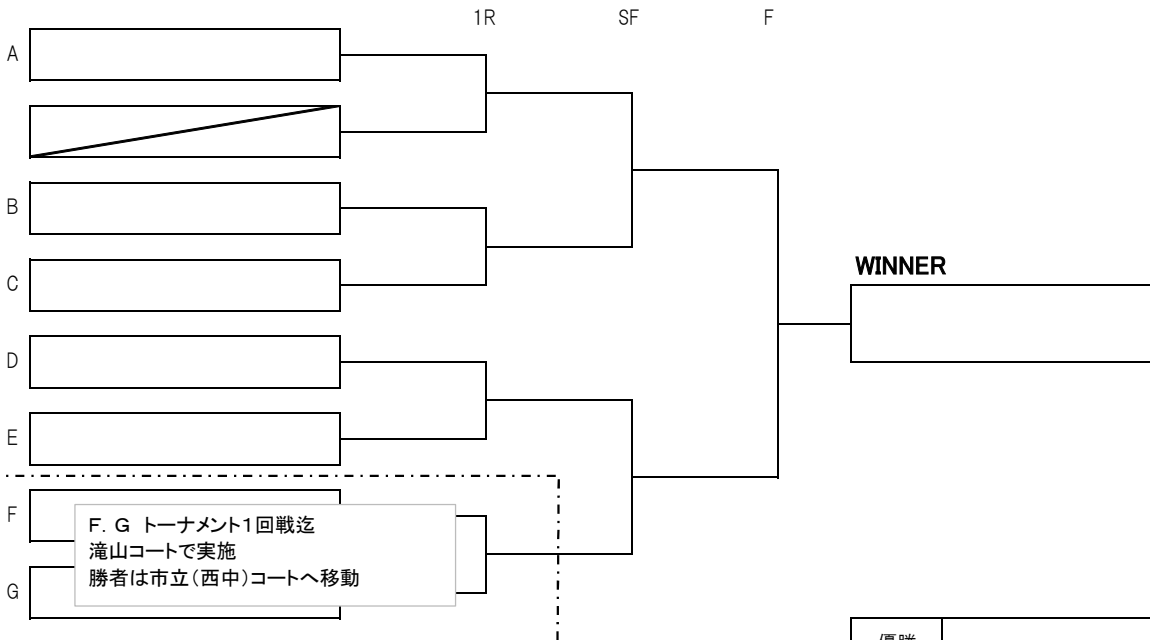 1R SF F
A
B
C
WINNER
D
E
F
F．G　トーナメント1回戦迄
滝山コートで実施
勝者は市立（西中）コートへ移動
G
優勝